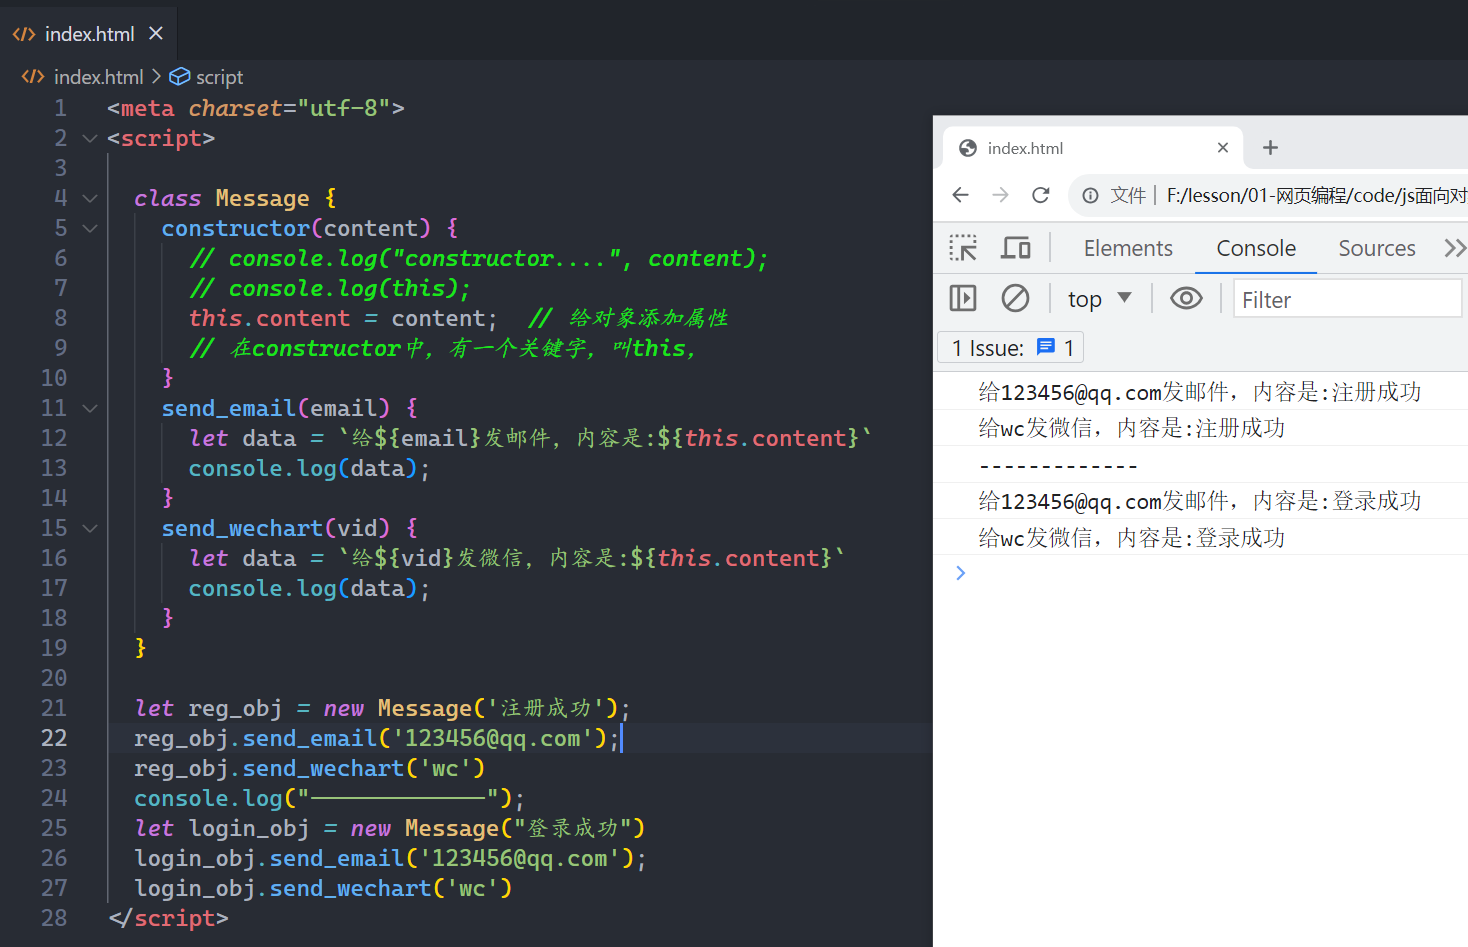 index.html
index.html > script
1 <meta charset="utf-8">
2 <script>
3
4 class Message {
5 constructor(content) {
6 // console.log("constructor....", content);
7 // console.log(this);
8 this.content = content; // 给对象添加属性
9 // 在constructor中，有一个关键字，叫this，
10 }
11 send_email(email) {
12 let data = `给${email}发邮件，内容是:${this.content}`
13 console.log(data);
14 }
15 send_wechart(vid) {
16 let data = `给${vid}发微信，内容是:${this.content}`
17 console.log(data);
18 }
19 }
20
21 let reg_obj = new Message('注册成功');
22 reg_obj.send_email('123456@qq.com');
23 reg_obj.send_wechart('wc')
24 console.log("-------------");
25 let login_obj = new Message("登录成功")
26 login_obj.send_email('123456@qq.com');
27 login_obj.send_wechart('wc')
28 </script>
index.html
文件 | F:/lesson/01-网页编程/code/js面向对
Elements Console Sources
top Filter
1 Issue: 1
给123456@qq.com发邮件，内容是:注册成功
给wc发微信，内容是:注册成功
-------------
给123456@qq.com发邮件，内容是:登录成功
给wc发微信，内容是:登录成功